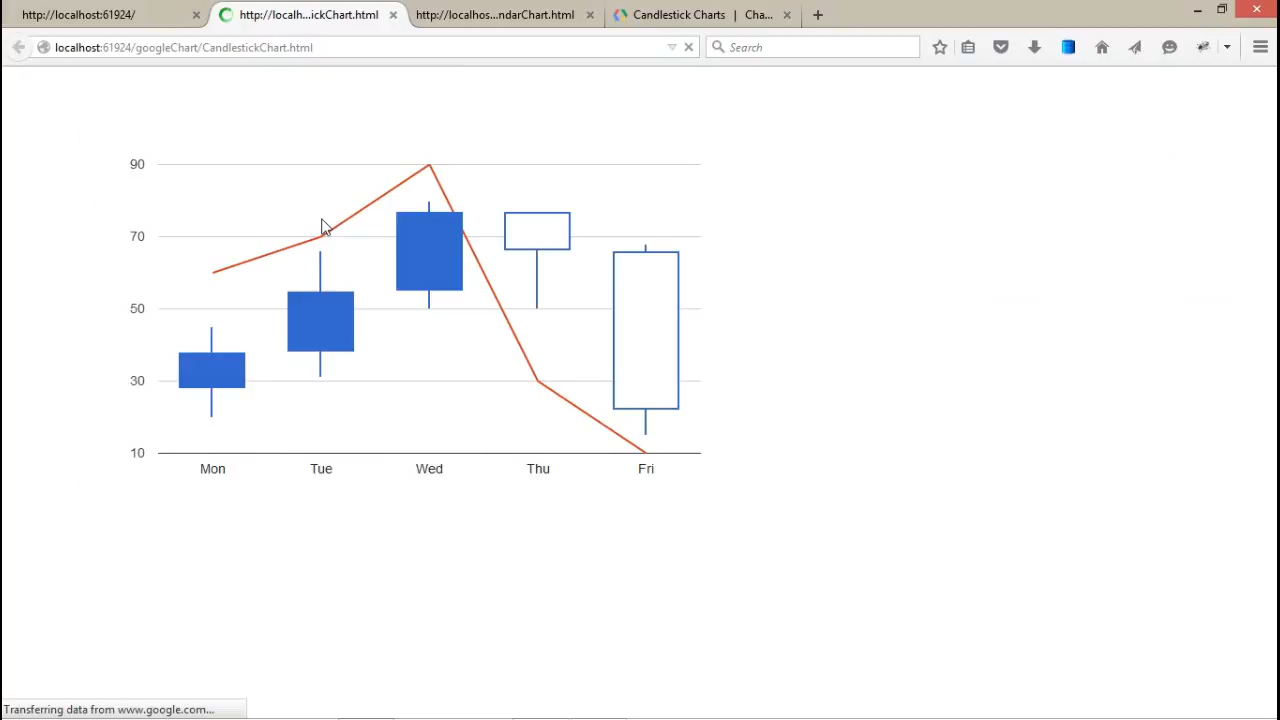 http://localhost:61924/
http://localh...ickChart.html
http://localhos...ndarChart.html
Candlestick Charts | Cha...
localhost:61924/googleChart/CandlestickChart.html
Search
90
70
50
30
10
Mon Tue Wed Thu Fri
Transferring data from www.google.com...